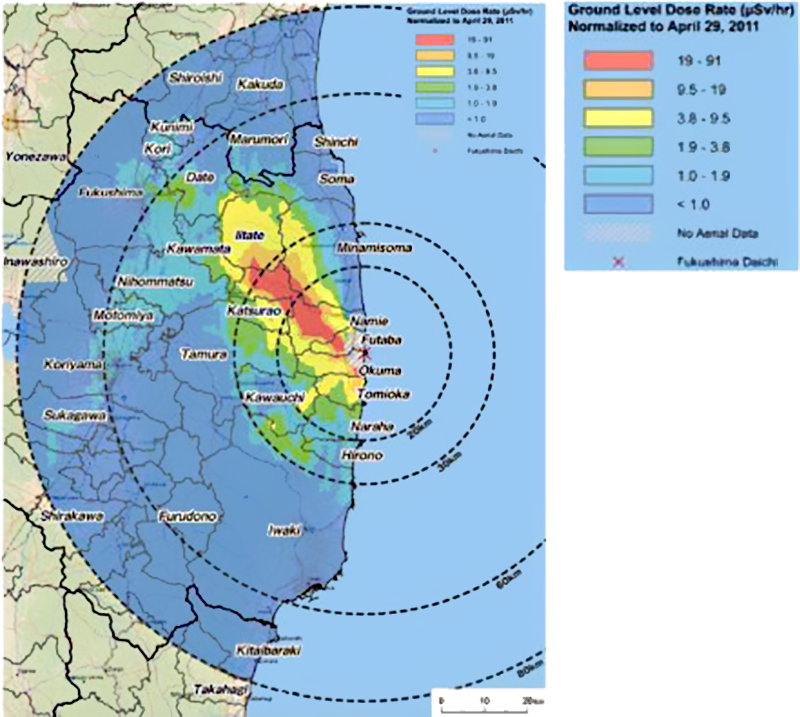 Ground Level Dose Rate (µSv/hr)
Normalized to April 29, 2011
19 - 91
9.5 - 19
3.8 - 9.5
1.9 - 3.8
1.0 - 1.9
< 1.0
No Aerial Data
Fukushima Daiichi
Shiroishi
Kakuda
Kunimi
Kori
Marumori
Shinchi
Yonezawa
Date
Soma
Fukushima
Iitate
Kawamata
Minamisoma
Inawashiro
Nihommatsu
Katsurao
Motomiya
Namie
Futaba
Tamura
Koriyama
Okuma
Kawauchi
Tomioka
Sukagawa
Naraha
20km
Hirono
30km
Shirakawa
Furudono
Iwaki
60km
Kitaibaraki
80km
Takahagi
0 10 20km
Ground Level Dose Rate (µSv/hr)
Normalized to April 29, 2011
19 - 91
9.5 - 19
3.8 - 9.5
1.9 - 3.8
1.0 - 1.9
< 1.0
No Aerial Data
Fukushima Daiichi